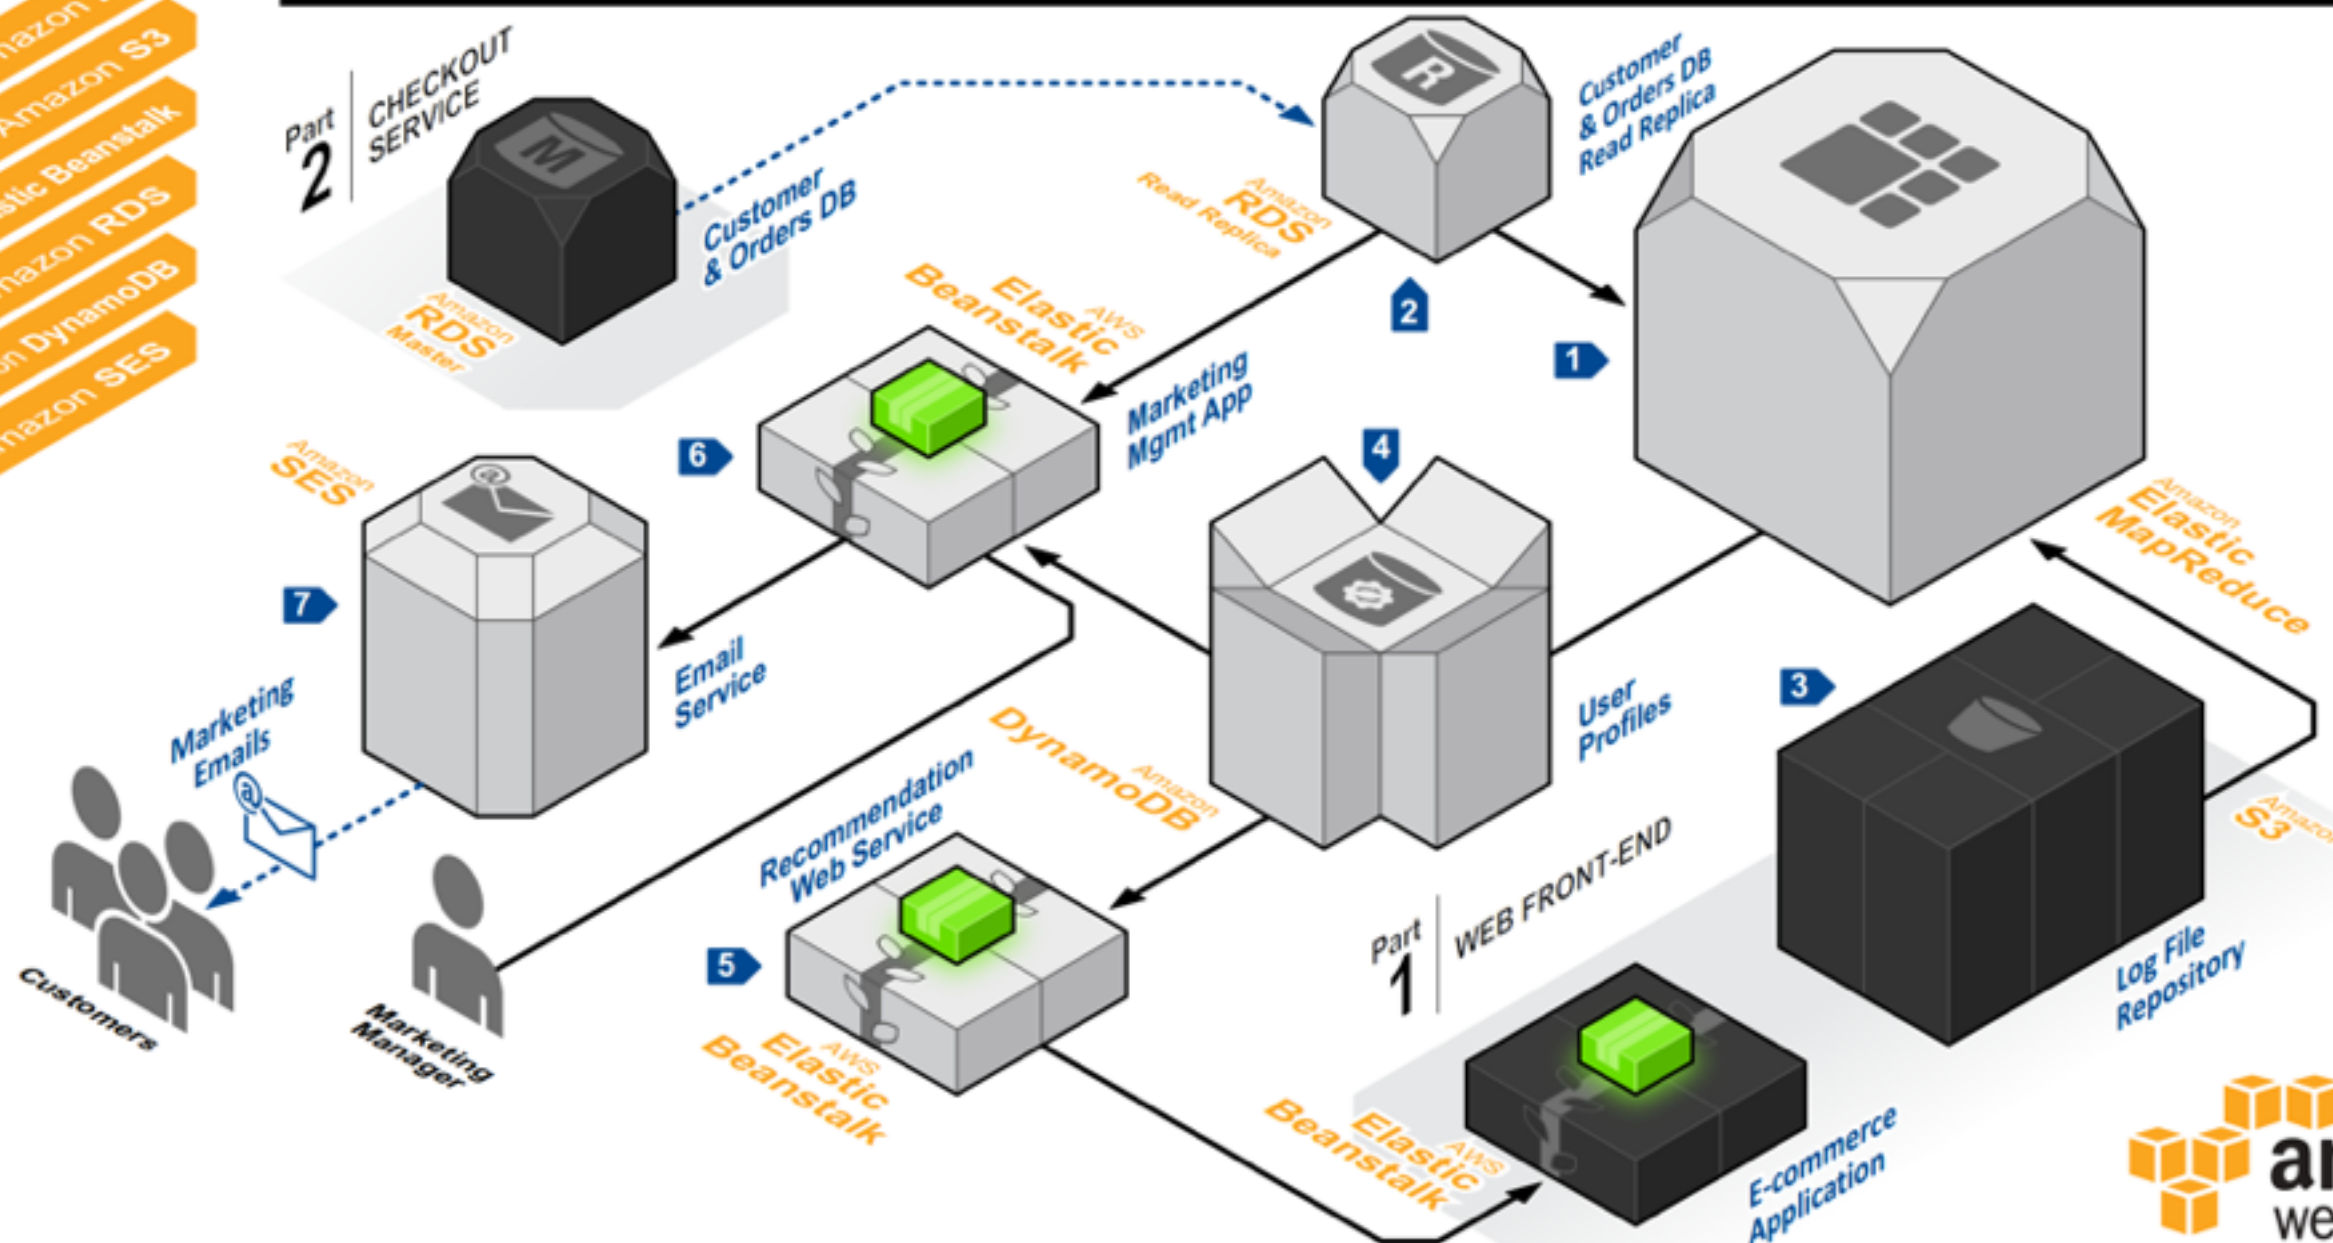 Amazon S3
Beanstalk
RDS
DynamoDB
SES
Part
2
CHECKOUT
SERVICE
M
Customer
& Orders DB
Amazon
RDS
Master
R
Customer
& Orders DB
Read Replica
Amazon
RDS
Read Replica
2
1
Amazon
Elastic
MapReduce
AWS
Elastic
Beanstalk
6
Marketing
Mgmt App
4
User
Profiles
Amazon
DynamoDB
3
Amazon
S3
Log File
Repository
Amazon
SES
@
7
Email
Service
Marketing
Emails
@
Customers
Marketing
Manager
Recommendation
Web Service
5
AWS
Elastic
Beanstalk
Part
1
WEB FRONT-END
AWS
Elastic
Beanstalk
E-commerce
Application